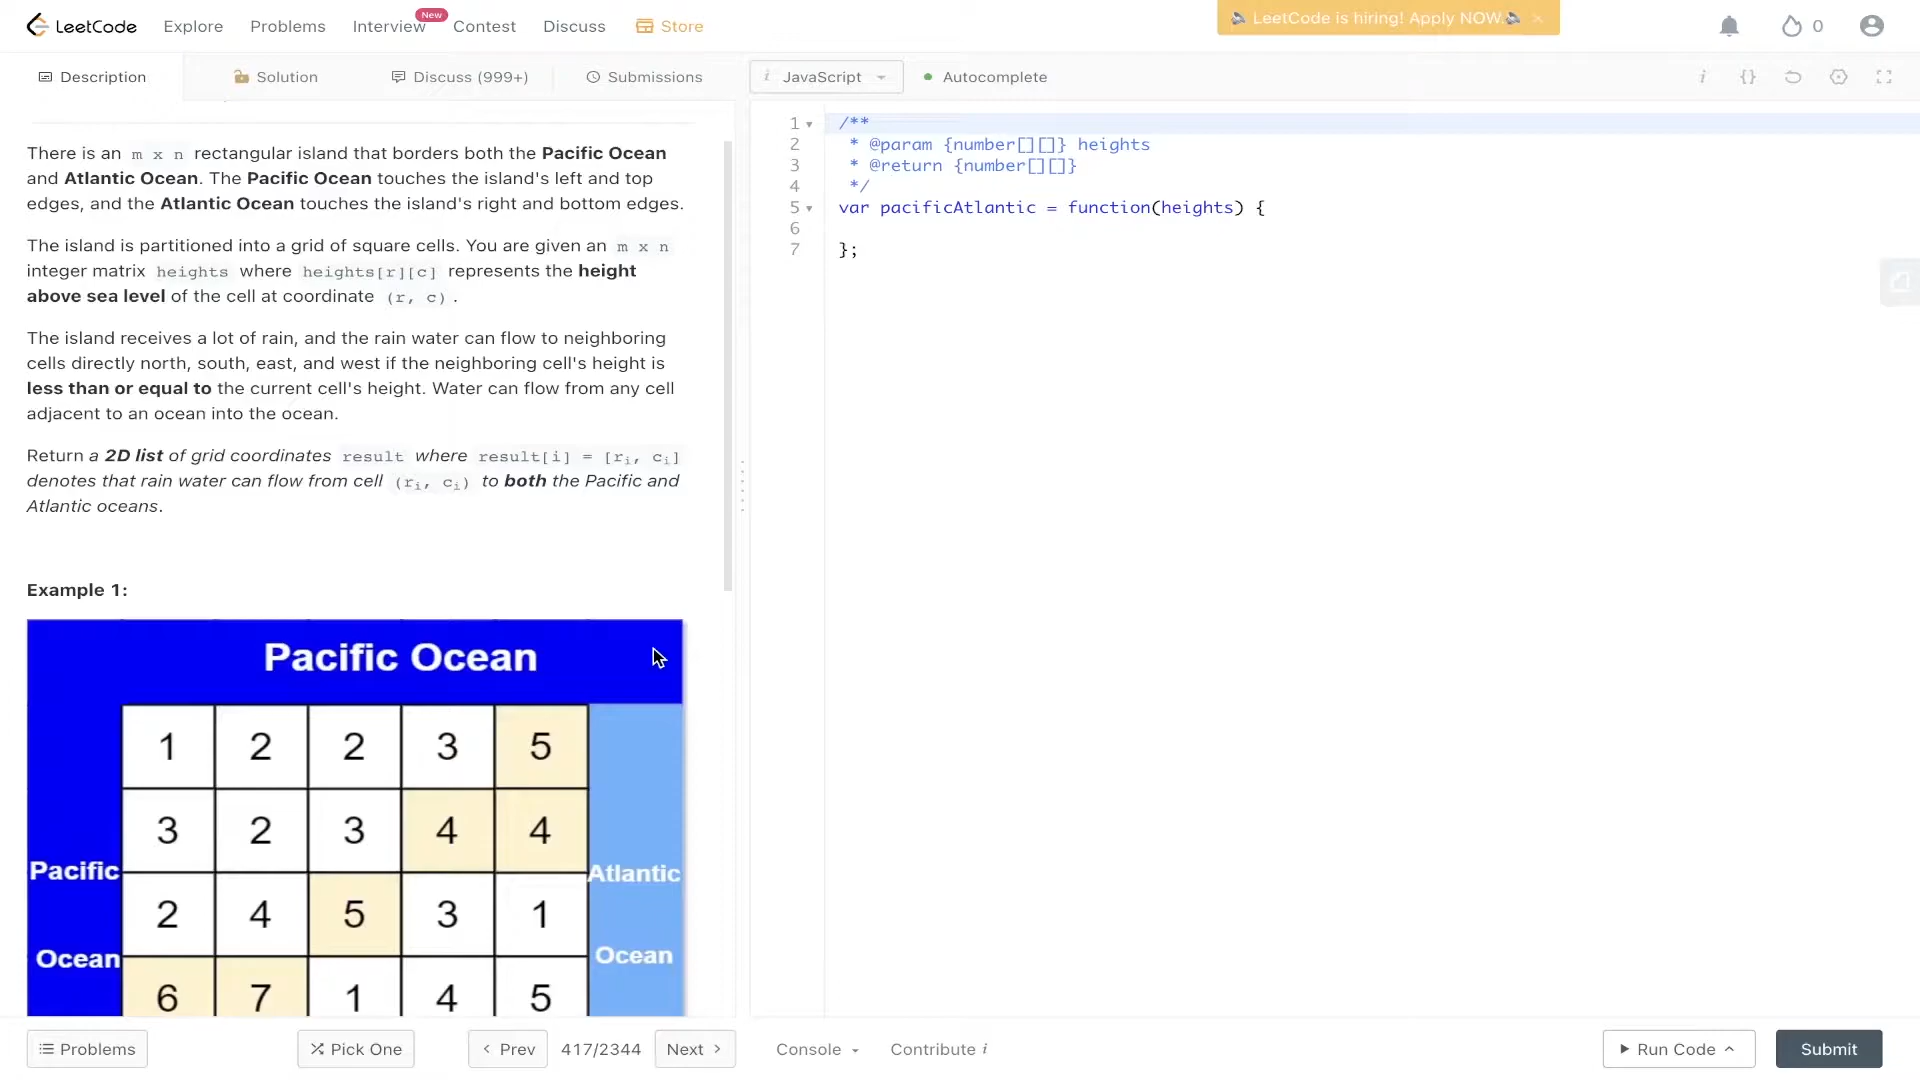 LeetCode Explore Problems Interview New Contest Discuss Store LeetCode is hiring! Apply NOW. 0
Description Solution Discuss (999+) Submissions
There is an m x n rectangular island that borders both the Pacific Ocean
and Atlantic Ocean. The Pacific Ocean touches the island's left and top
edges, and the Atlantic Ocean touches the island's right and bottom edges.
The island is partitioned into a grid of square cells. You are given an m x n
integer matrix heights where heights[r][c] represents the height
above sea level of the cell at coordinate (r, c).
The island receives a lot of rain, and the rain water can flow to neighboring
cells directly north, south, east, and west if the neighboring cell's height is
less than or equal to the current cell's height. Water can flow from any cell
adjacent to an ocean into the ocean.
Return a 2D list of grid coordinates result where result[i] = [ri, ci]
denotes that rain water can flow from cell (ri, ci) to both the Pacific and
Atlantic oceans.
Example 1:
Pacific Ocean
1 2 2 3 5
3 2 3 4 4
Pacific Atlantic
2 4 5 3 1
Ocean Ocean
6 7 1 4 5
i JavaScript Autocomplete i {}
1 /**
2 * @param {number[][]} heights
3 * @return {number[][]}
4 */
5 var pacificAtlantic = function(heights) {
6
7 };
Problems Pick One < Prev 417/2344 Next > Console Contribute i Run Code Submit